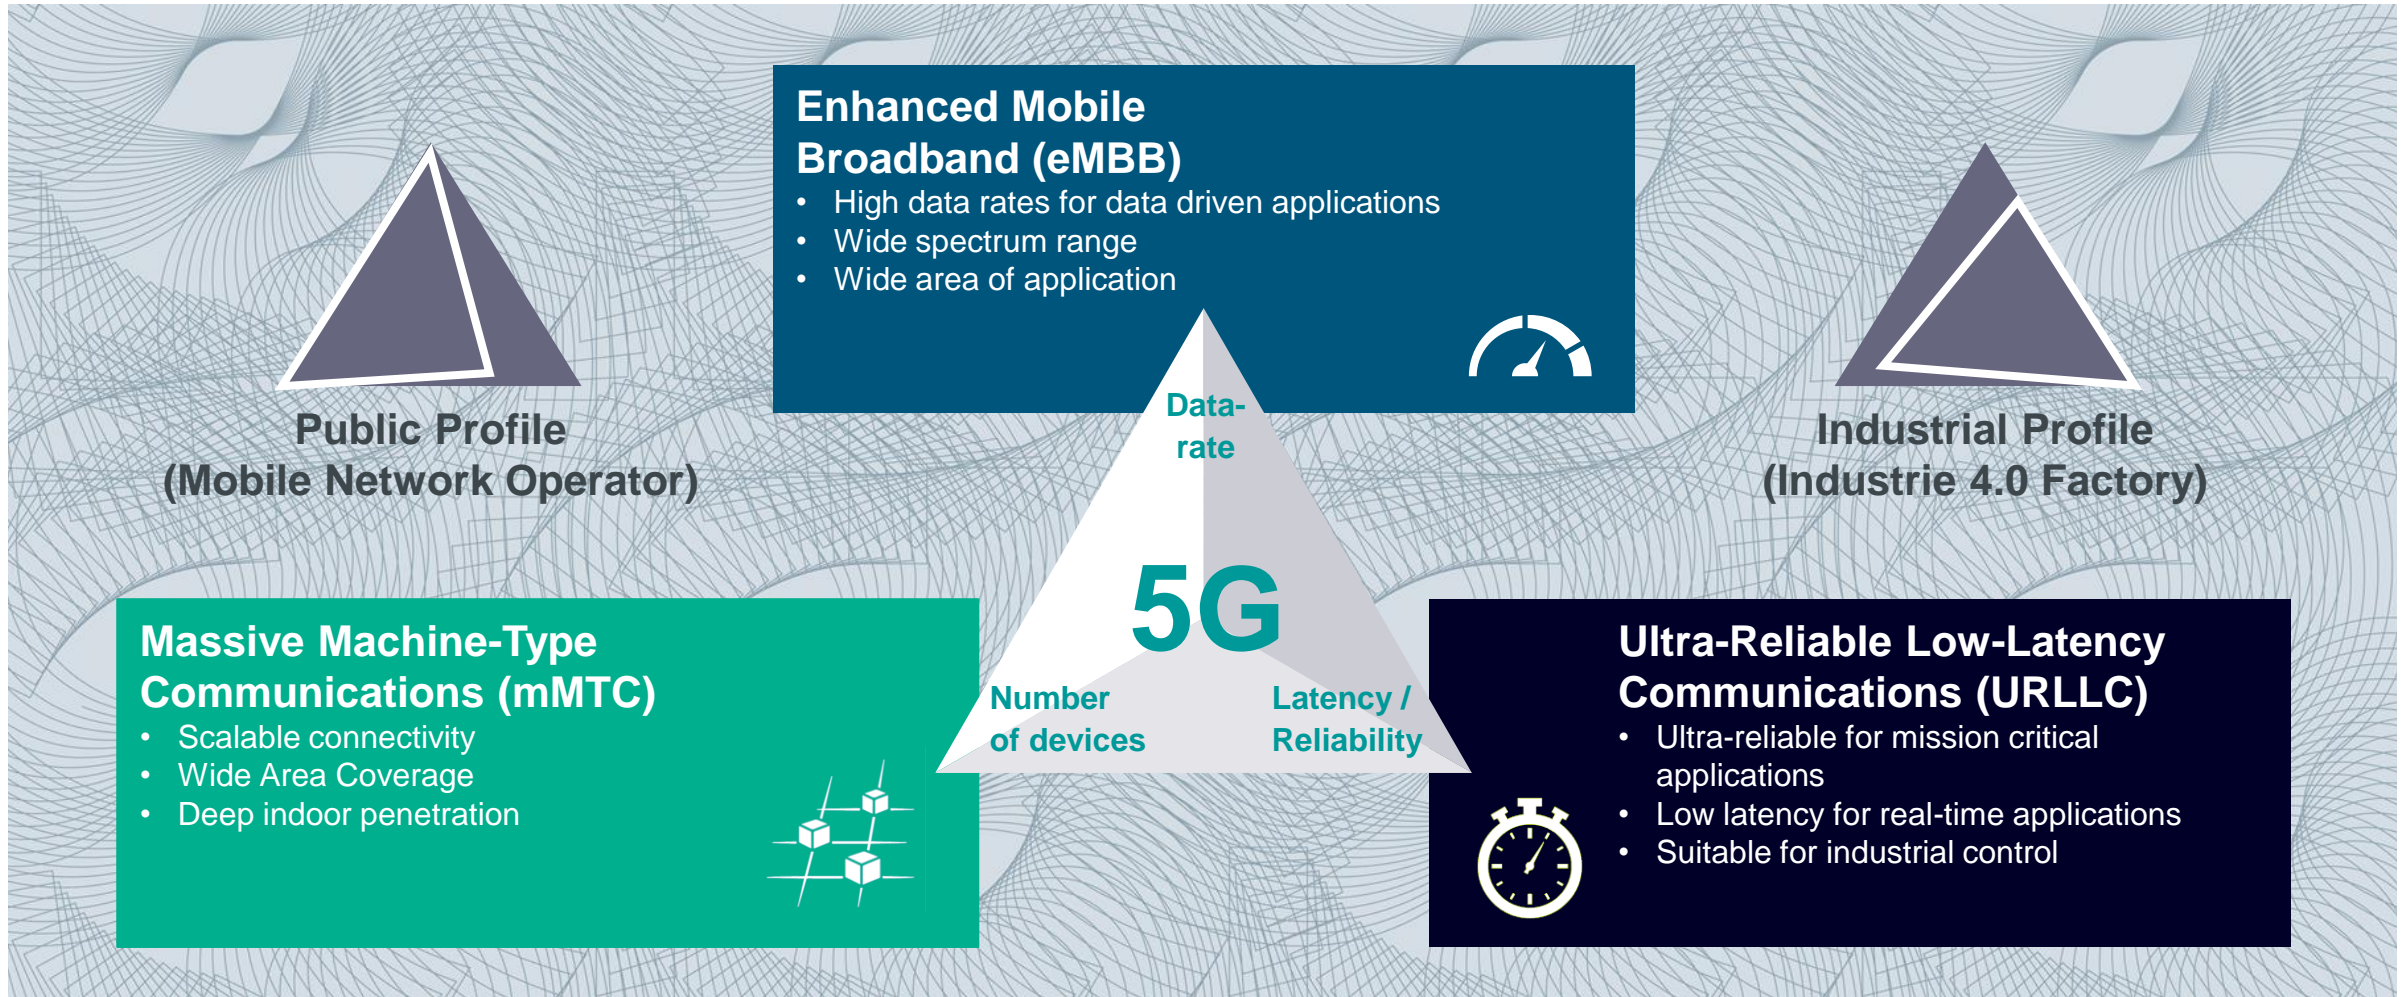 Enhanced Mobile
Broadband (eMBB)
• High data rates for data driven applications
• Wide spectrum range
• Wide area of application
Public Profile
(Mobile Network Operator)
Industrial Profile
(Industrie 4.0 Factory)
Data-
rate
5G
Number
of devices
Latency /
Reliability
Massive Machine-Type
Communications (mMTC)
• Scalable connectivity
• Wide Area Coverage
• Deep indoor penetration
Ultra-Reliable Low-Latency
Communications (URLLC)
• Ultra-reliable for mission critical
applications
• Low latency for real-time applications
• Suitable for industrial control